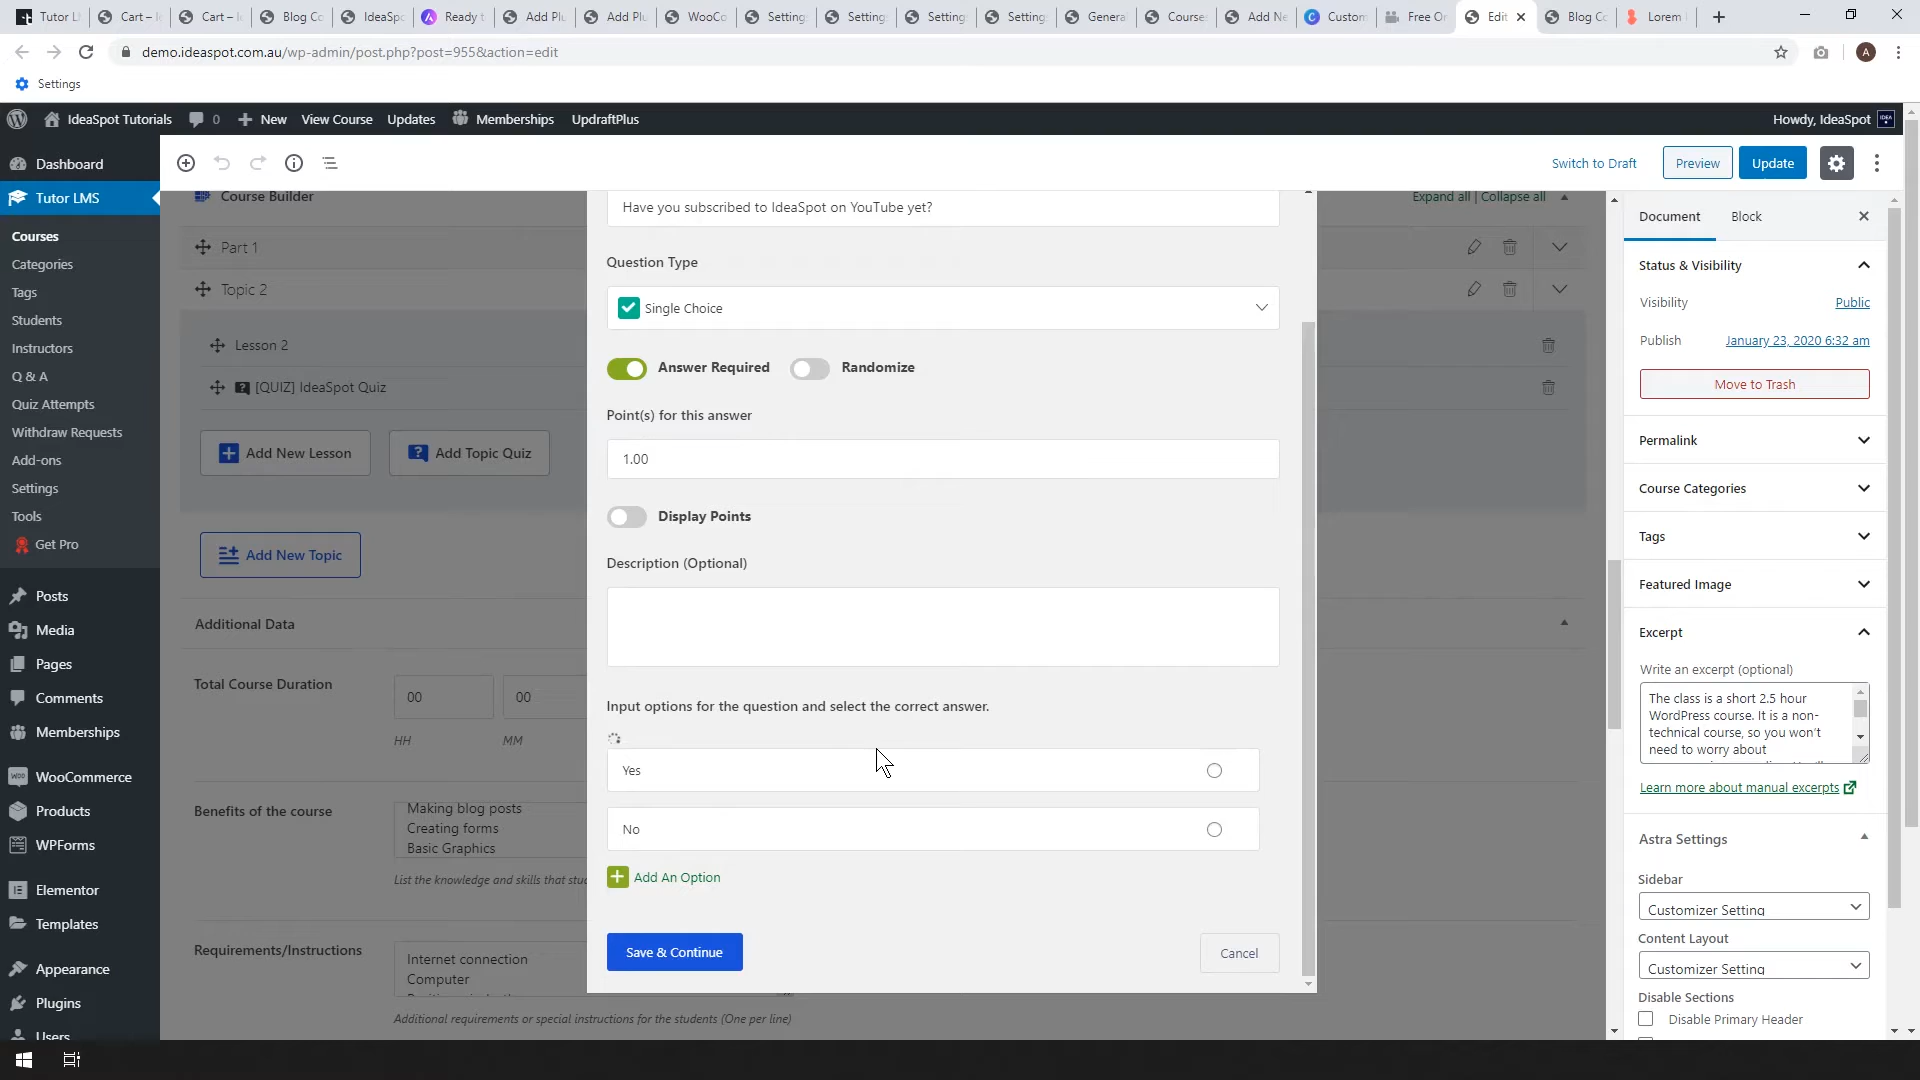 Tutor L
Cart – I
Cart – I
Blog Co
IdeaSp
Ready t
Add Plu
Add Plu
WooCo
Setting
Setting
Setting
Setting
Genera
Course
Add Ne
Custom
Free On
Edit
Blog Co
Lorem
demo.ideaspot.com.au/wp-admin/post.php?post=955&action=edit
A
Settings
IdeaSpot Tutorials
0
New
View Course
Updates
Memberships
UpdraftPlus
Howdy, IdeaSpot
Dashboard
Tutor LMS
Courses
Categories
Tags
Students
Instructors
Q & A
Quiz Attempts
Withdraw Requests
Add-ons
Settings
Tools
Get Pro
Posts
Media
Pages
Comments
Memberships
WooCommerce
Products
WPForms
Elementor
Templates
Appearance
Plugins
Users
Switch to Draft
Preview
Update
Course Builder
Expand all | Collapse all
Part 1
Topic 2
Lesson 2
[QUIZ] IdeaSpot Quiz
Add New Lesson
Add Topic Quiz
Add New Topic
Additional Data
Total Course Duration
00
00
HH
MM
Benefits of the course
Making blog posts
Creating forms
Basic Graphics
List the knowledge and skills that stu
Requirements/Instructions
Internet connection
Computer
Additional requirements or special instructions for the students (One per line)
Have you subscribed to IdeaSpot on YouTube yet?
Question Type
Single Choice
Answer Required
Randomize
Point(s) for this answer
1.00
Display Points
Description (Optional)
Input options for the question and select the correct answer.
Yes
No
Add An Option
Save & Continue
Cancel
Document
Block
Status & Visibility
Visibility
Public
Publish
January 23, 2020 6:32 am
Move to Trash
Permalink
Course Categories
Tags
Featured Image
Excerpt
Write an excerpt (optional)
The class is a short 2.5 hour
WordPress course. It is a non-
technical course, so you won't
need to worry about
Learn more about manual excerpts
Astra Settings
Sidebar
Customizer Setting
Content Layout
Customizer Setting
Disable Sections
Disable Primary Header